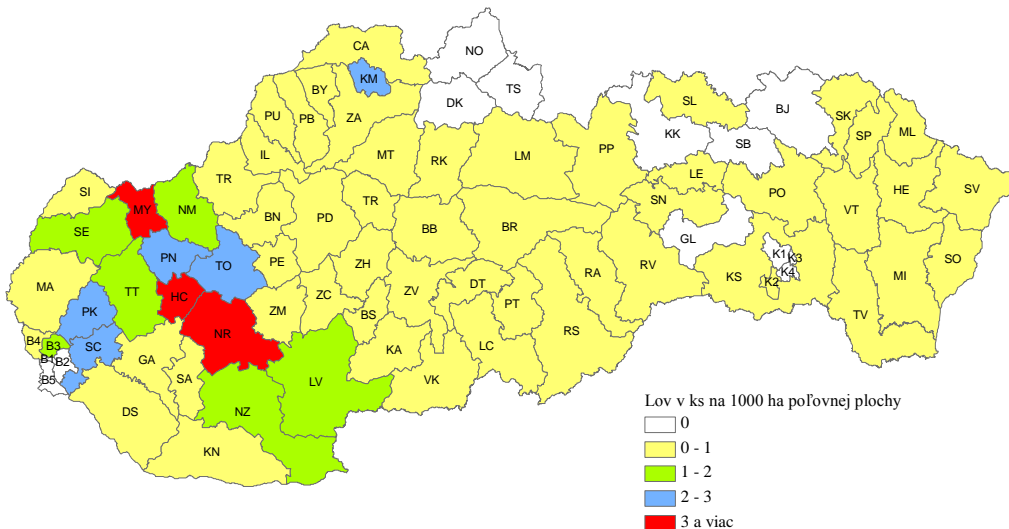 CA
NO
KM
TS
BY
DK
SL
BJ
SK
PU
PB
ZA
KK
SP
ML
SB
IL
MT
RK
LM
PP
LE
TR
PO
HE
SV
SI
MY
NM
BN
PD
TR
SN
VT
SE
BB
BR
GL
PN
TO
PE
ZH
RV
K1
K3
SO
MA
TT
HC
ZM
ZC
ZV
DT
RA
KS
K2
K4
MI
PK
NR
BS
PT
TV
B4
B3
SC
GA
KA
LC
RS
B1
B2
B5
SA
LV
VK
DS
NZ
KN
Lov v ks na 1000 ha poľovnej plochy
0
0 - 1
1 - 2
2 - 3
3 a viac